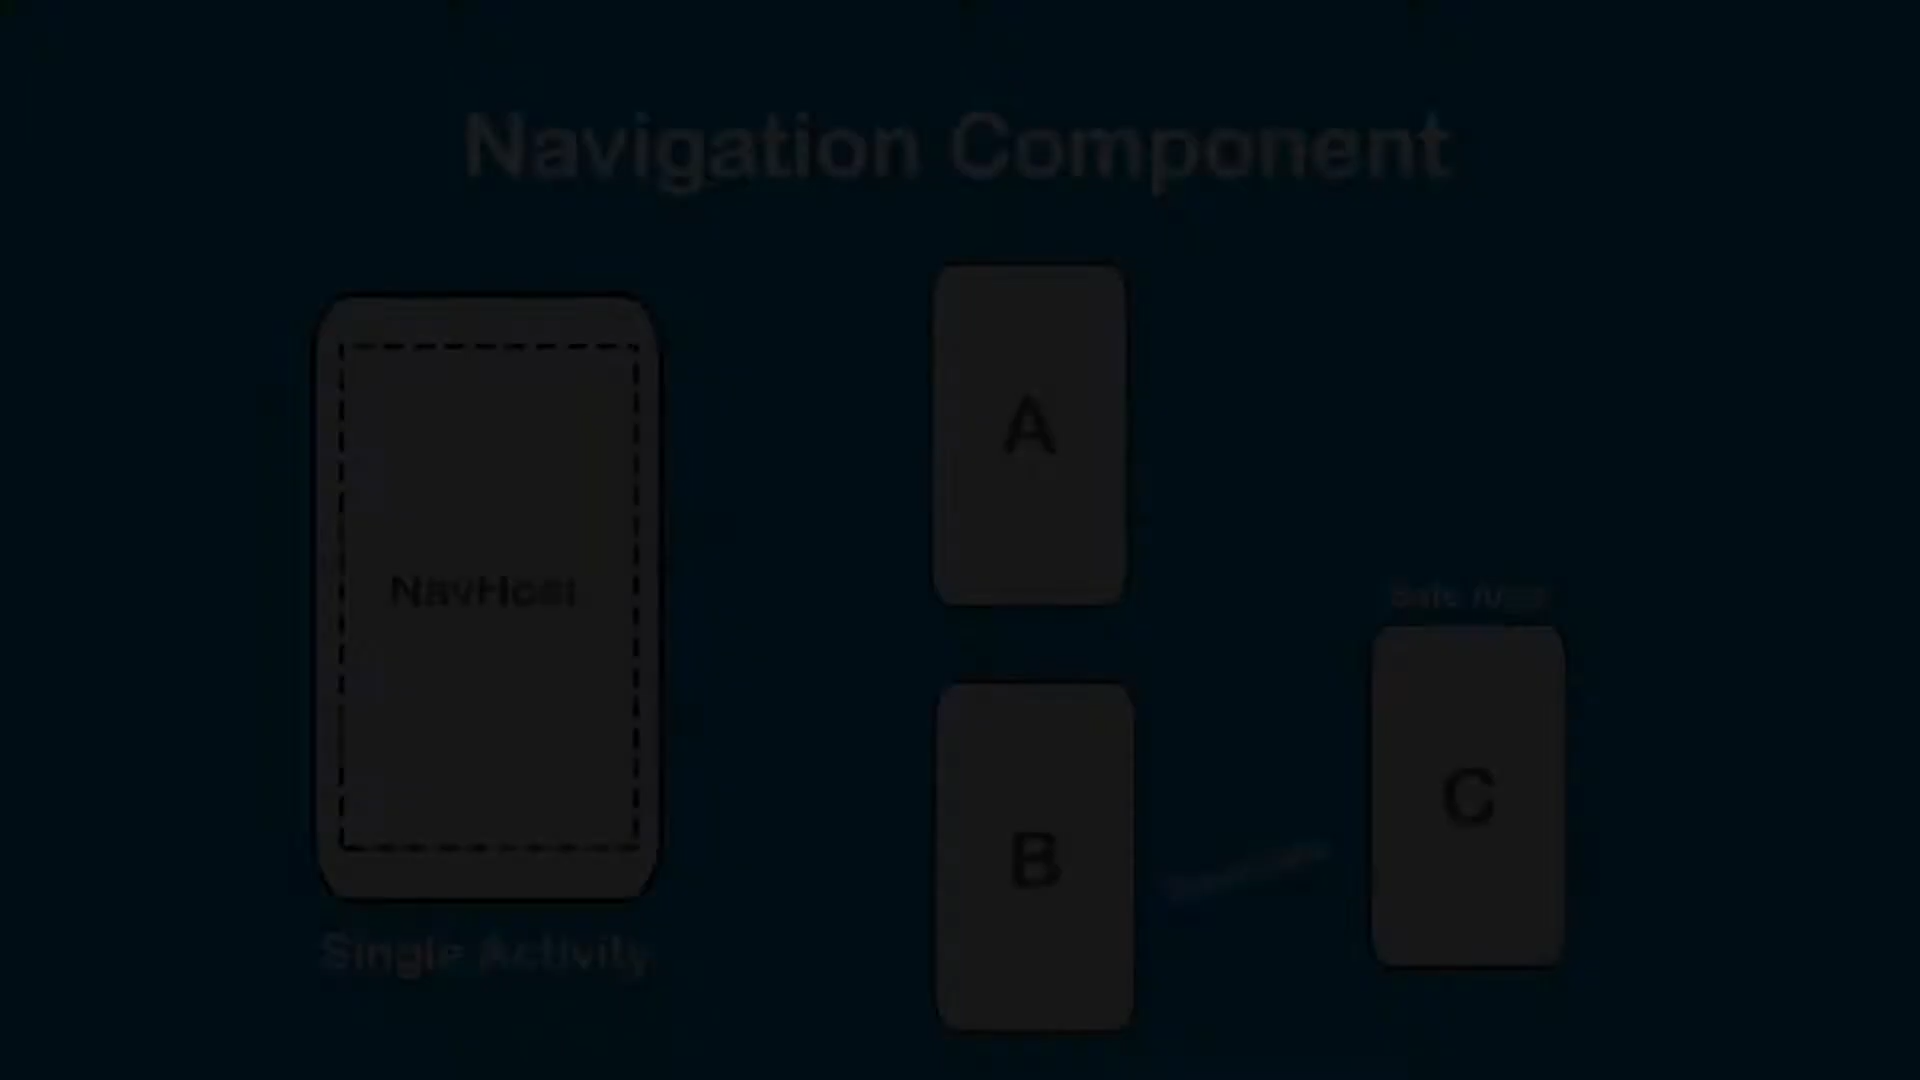 Navigation Component
NavHost
A
B
C
Single Activity